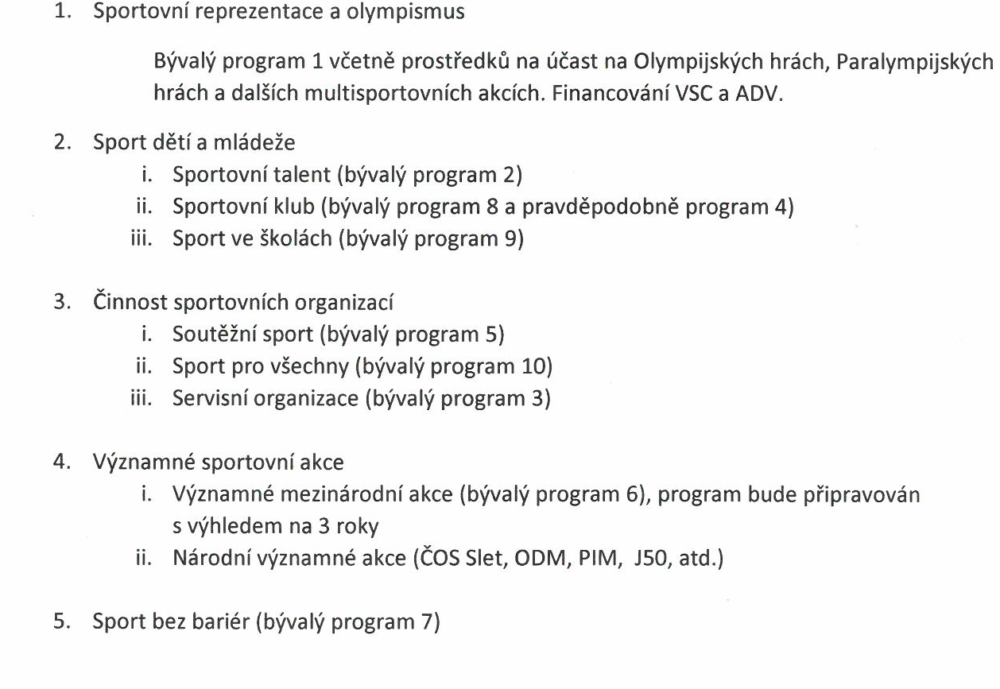 1. Sportovní reprezentace a olympismus
Bývalý program 1 včetně prostředků na účast na Olympijských hrách, Paralympijských
hrách a dalších multisportovních akcích. Financování VSC a ADV.
2. Sport dětí a mládeže
i. Sportovní talent (bývalý program 2)
ii. Sportovní klub (bývalý program 8 a pravděpodobně program 4)
iii. Sport ve školách (bývalý program 9)
3. Činnost sportovních organizací
i. Soutěžní sport (bývalý program 5)
ii. Sport pro všechny (bývalý program 10)
iii. Servisní organizace (bývalý program 3)
4. Významné sportovní akce
i. Významné mezinárodní akce (bývalý program 6), program bude připravován
s výhledem na 3 roky
ii. Národní významné akce (ČOS Slet, ODM, PIM, J50, atd.)
5. Sport bez bariér (bývalý program 7)